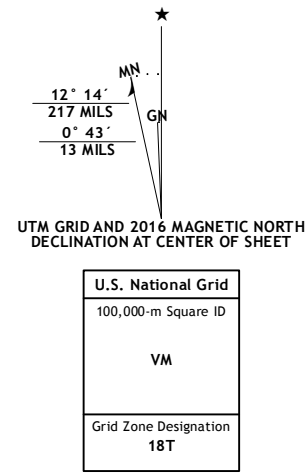 MN
12° 14´
217 MILS
GN
0° 43´
13 MILS
UTM GRID AND 2016 MAGNETIC NORTH
DECLINATION AT CENTER OF SHEET
U.S. National Grid
100,000-m Square ID
VM
Grid Zone Designation
18T